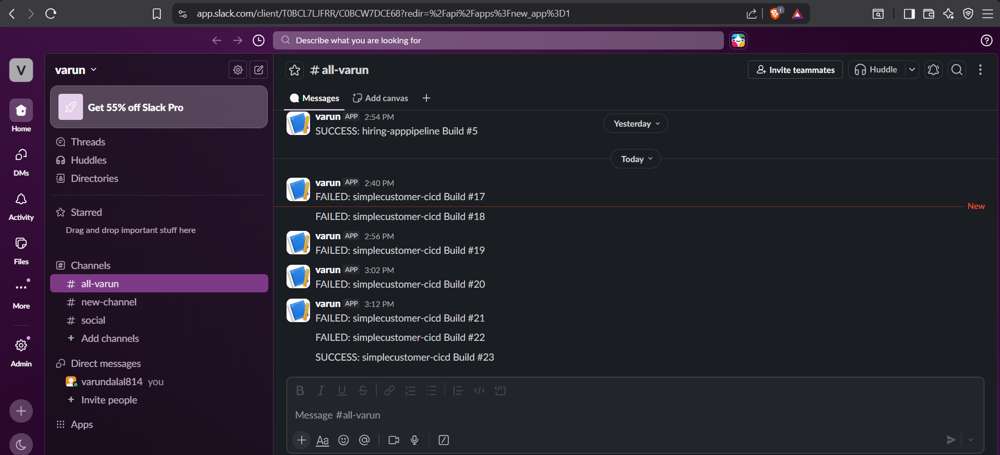 app.slack.com/client/T0BCL7LJFRR/C0BCW7DCE68?redir=%2Fapi%2Fapps%3Fnew_app%3D1
1
Describe what you are looking for
V
varun
Get 55% off Slack Pro
Home
Threads
Huddles
Directories
DMs
Activity
Starred
Drag and drop important stuff here
Files
Channels
all-varun
new-channel
social
Add channels
More
Admin
Direct messages
varundalal814 you
Invite people
Apps
# all-varun
Invite teammates
Huddle
Messages
Add canvas
varun APP 2:54 PM
Yesterday
SUCCESS: hiring-apppipeline Build #5
Today
varun APP 2:40 PM
FAILED: simplecustomer-cicd Build #17
New
FAILED: simplecustomer-cicd Build #18
varun APP 2:56 PM
FAILED: simplecustomer-cicd Build #19
varun APP 3:02 PM
FAILED: simplecustomer-cicd Build #20
varun APP 3:12 PM
FAILED: simplecustomer-cicd Build #21
FAILED: simplecustomer-cicd Build #22
SUCCESS: simplecustomer-cicd Build #23
Message #all-varun
Aa